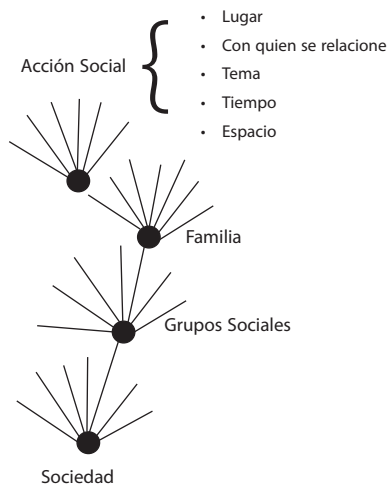 • Lugar
• Con quien se relacione
Acción Social
• Tema
• Tiempo
• Espacio
Familia
Grupos Sociales
Sociedad